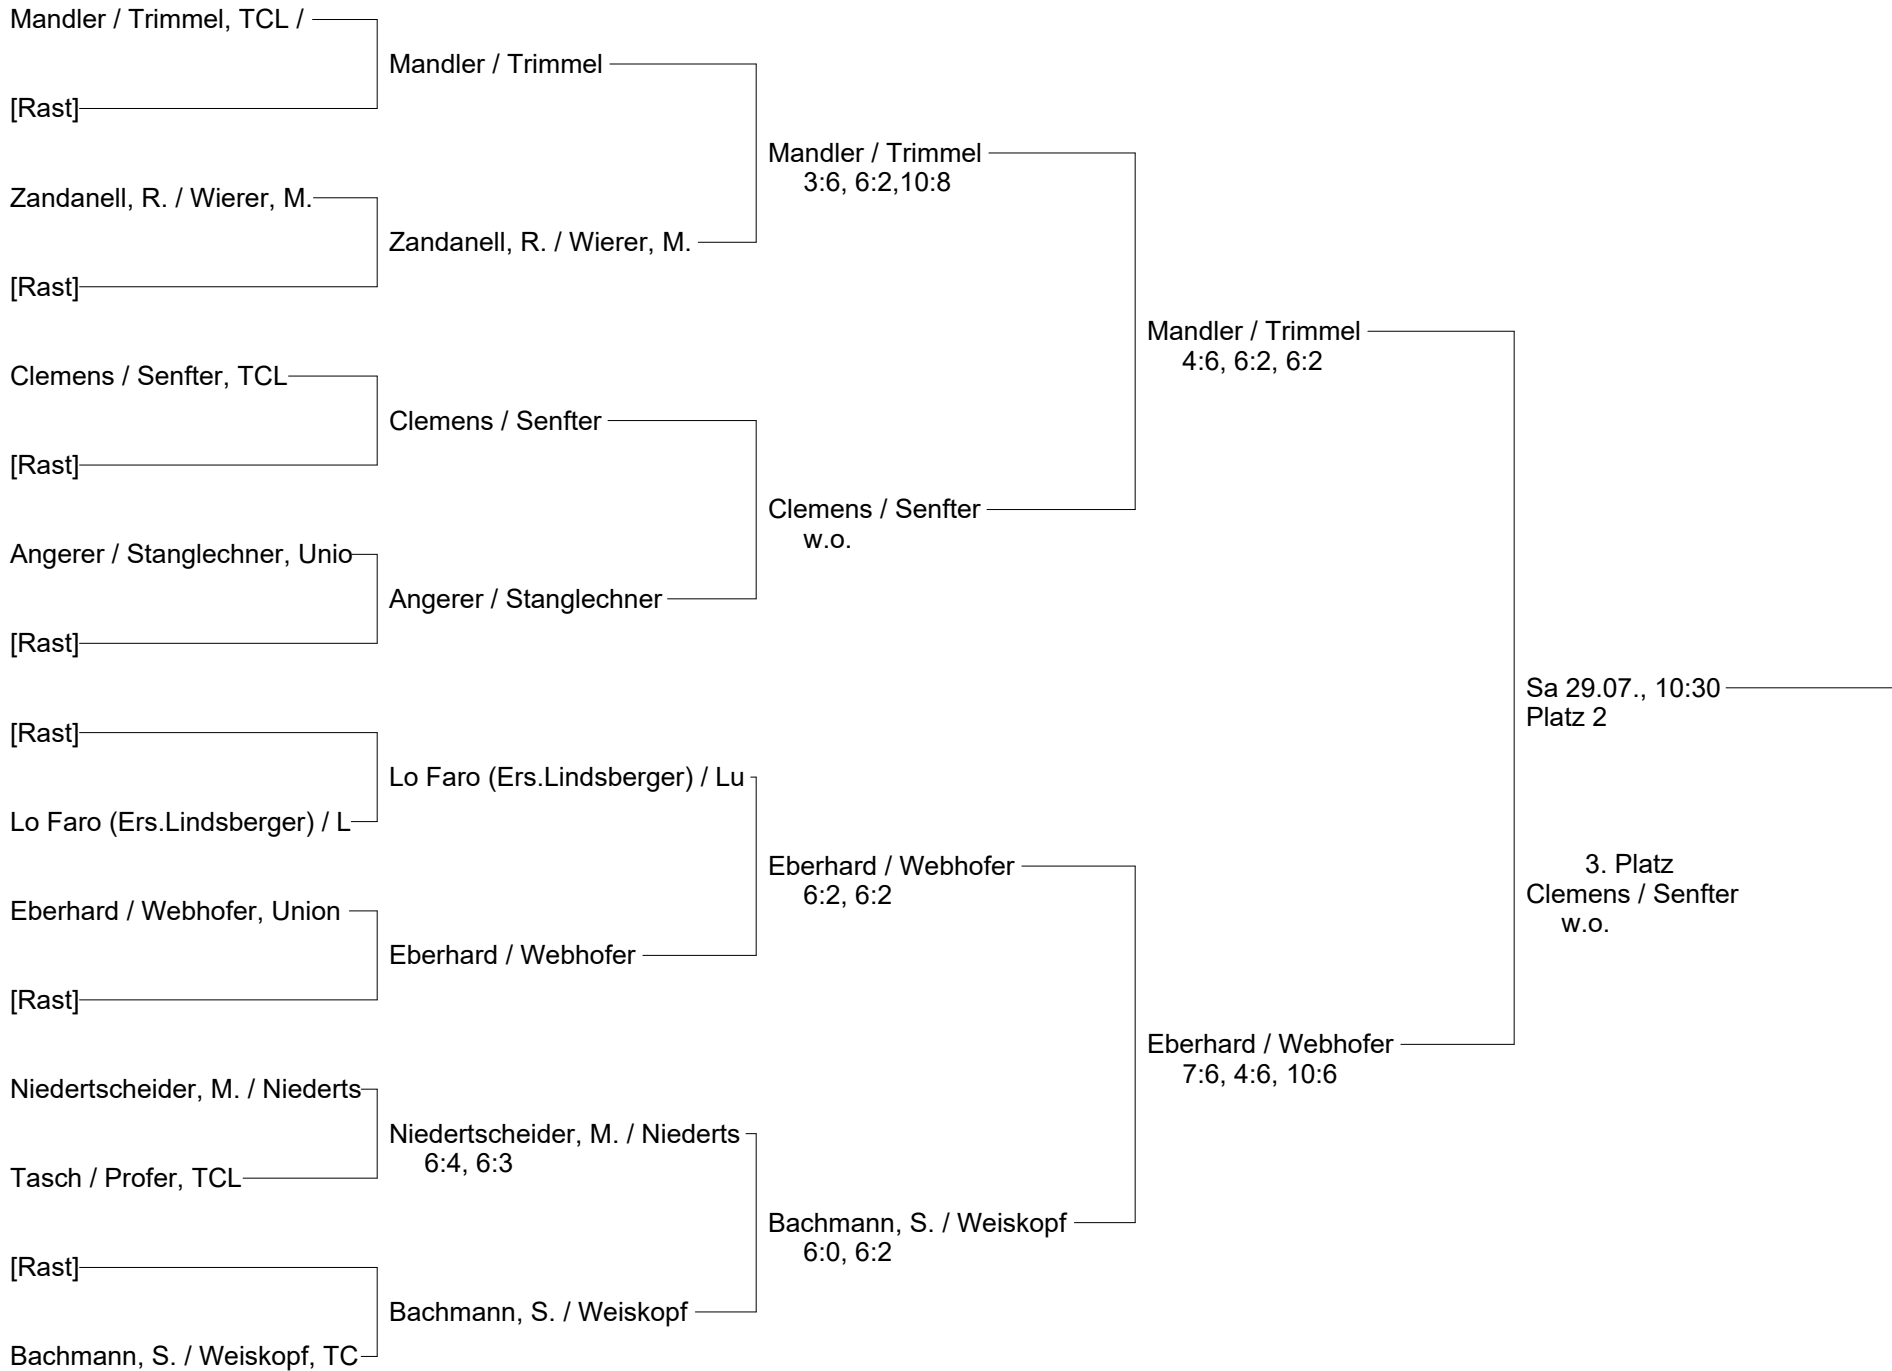 Mandler / Trimmel, TCL /
[Rast]
Zandanell, R. / Wierer, M.
[Rast]
Clemens / Senfter, TCL
[Rast]
Angerer / Stanglechner, Unio
[Rast]
[Rast]
Lo Faro (Ers.Lindsberger) / L
Eberhard / Webhofer, Union
[Rast]
Niedertscheider, M. / Niederts
Tasch / Profer, TCL
[Rast]
Bachmann, S. / Weiskopf, TC
Mandler / Trimmel
Zandanell, R. / Wierer, M.
Clemens / Senfter
Angerer / Stanglechner
Lo Faro (Ers.Lindsberger) / Lu
Eberhard / Webhofer
Niedertscheider, M. / Niederts
6:4, 6:3
Bachmann, S. / Weiskopf
Mandler / Trimmel
3:6, 6:2,10:8
Clemens / Senfter
w.o.
Eberhard / Webhofer
6:2, 6:2
Bachmann, S. / Weiskopf
6:0, 6:2
Mandler / Trimmel
4:6, 6:2, 6:2
Eberhard / Webhofer
7:6, 4:6, 10:6
Sa 29.07., 10:30
Platz 2
3. Platz
Clemens / Senfter
w.o.